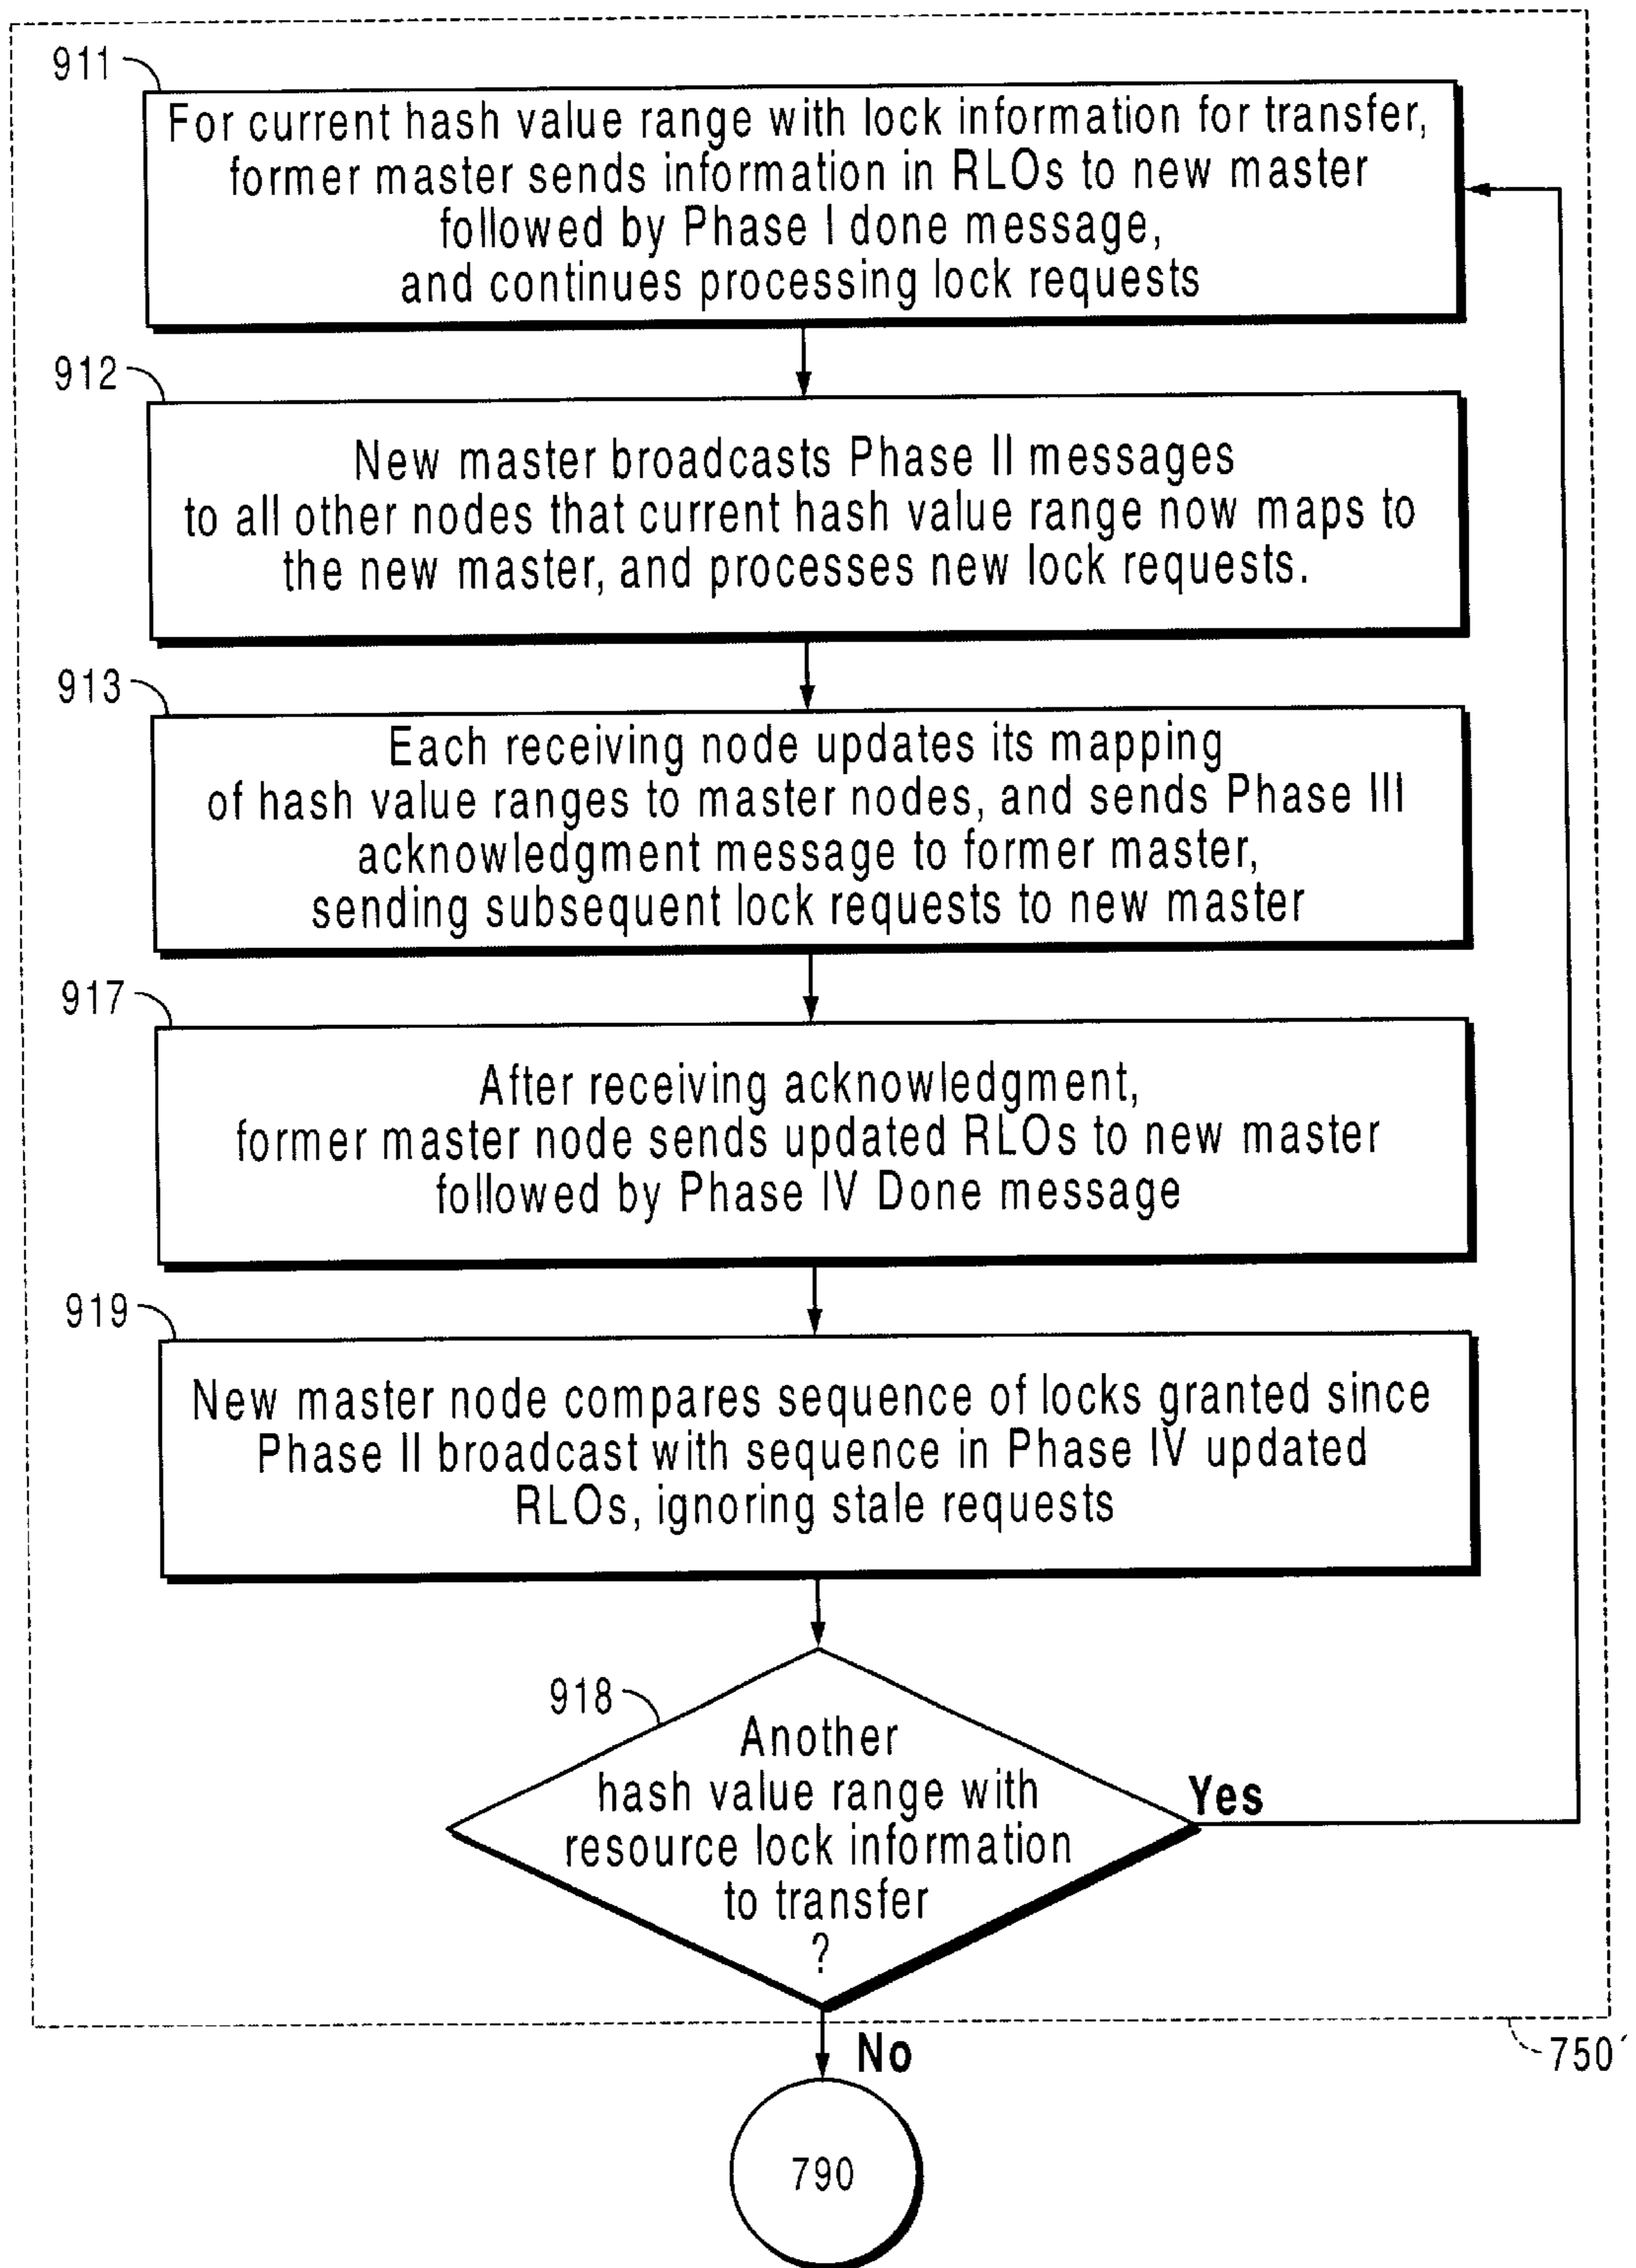 911
For current hash value range with lock information for transfer,
former master sends information in RLOs to new master
followed by Phase I done message,
and continues processing lock requests
912
New master broadcasts Phase II messages
to all other nodes that current hash value range now maps to
the new master, and processes new lock requests.
913
Each receiving node updates its mapping
of hash value ranges to master nodes, and sends Phase III
acknowledgment message to former master,
sending subsequent lock requests to new master
917
After receiving acknowledgment,
former master node sends updated RLOs to new master
followed by Phase IV Done message
919
New master node compares sequence of locks granted since
Phase II broadcast with sequence in Phase IV updated
RLOs, ignoring stale requests
918
Another
hash value range with
resource lock information
to transfer
?
Yes
No
750´
790